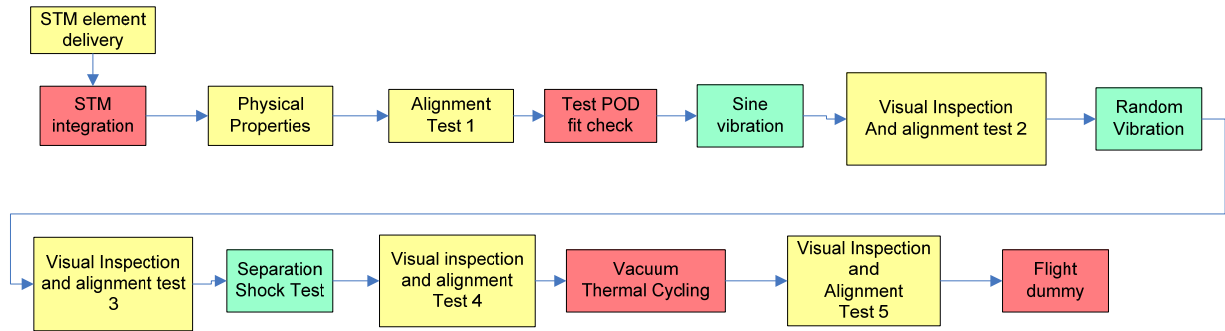 STM element
delivery
STM
integration
Physical
Properties
Alignment
Test 1
Test POD
fit check
Sine
vibration
Visual Inspection
And alignment test 2
Random
Vibration
Visual Inspection
and alignment test
3
Separation
Shock Test
Visual inspection
and alignment
Test 4
Vacuum
Thermal Cycling
Visual Inspection
and
Alignment
Test 5
Flight
dummy